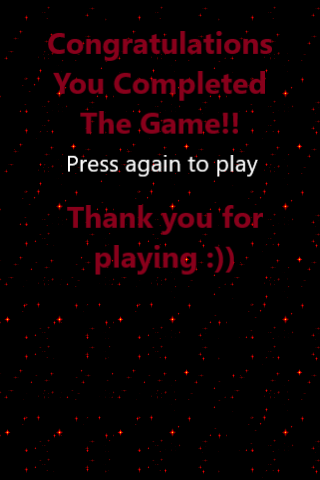 Congratulations
You Completed
The Game!!
Press again to play
Thank you for
playing :))